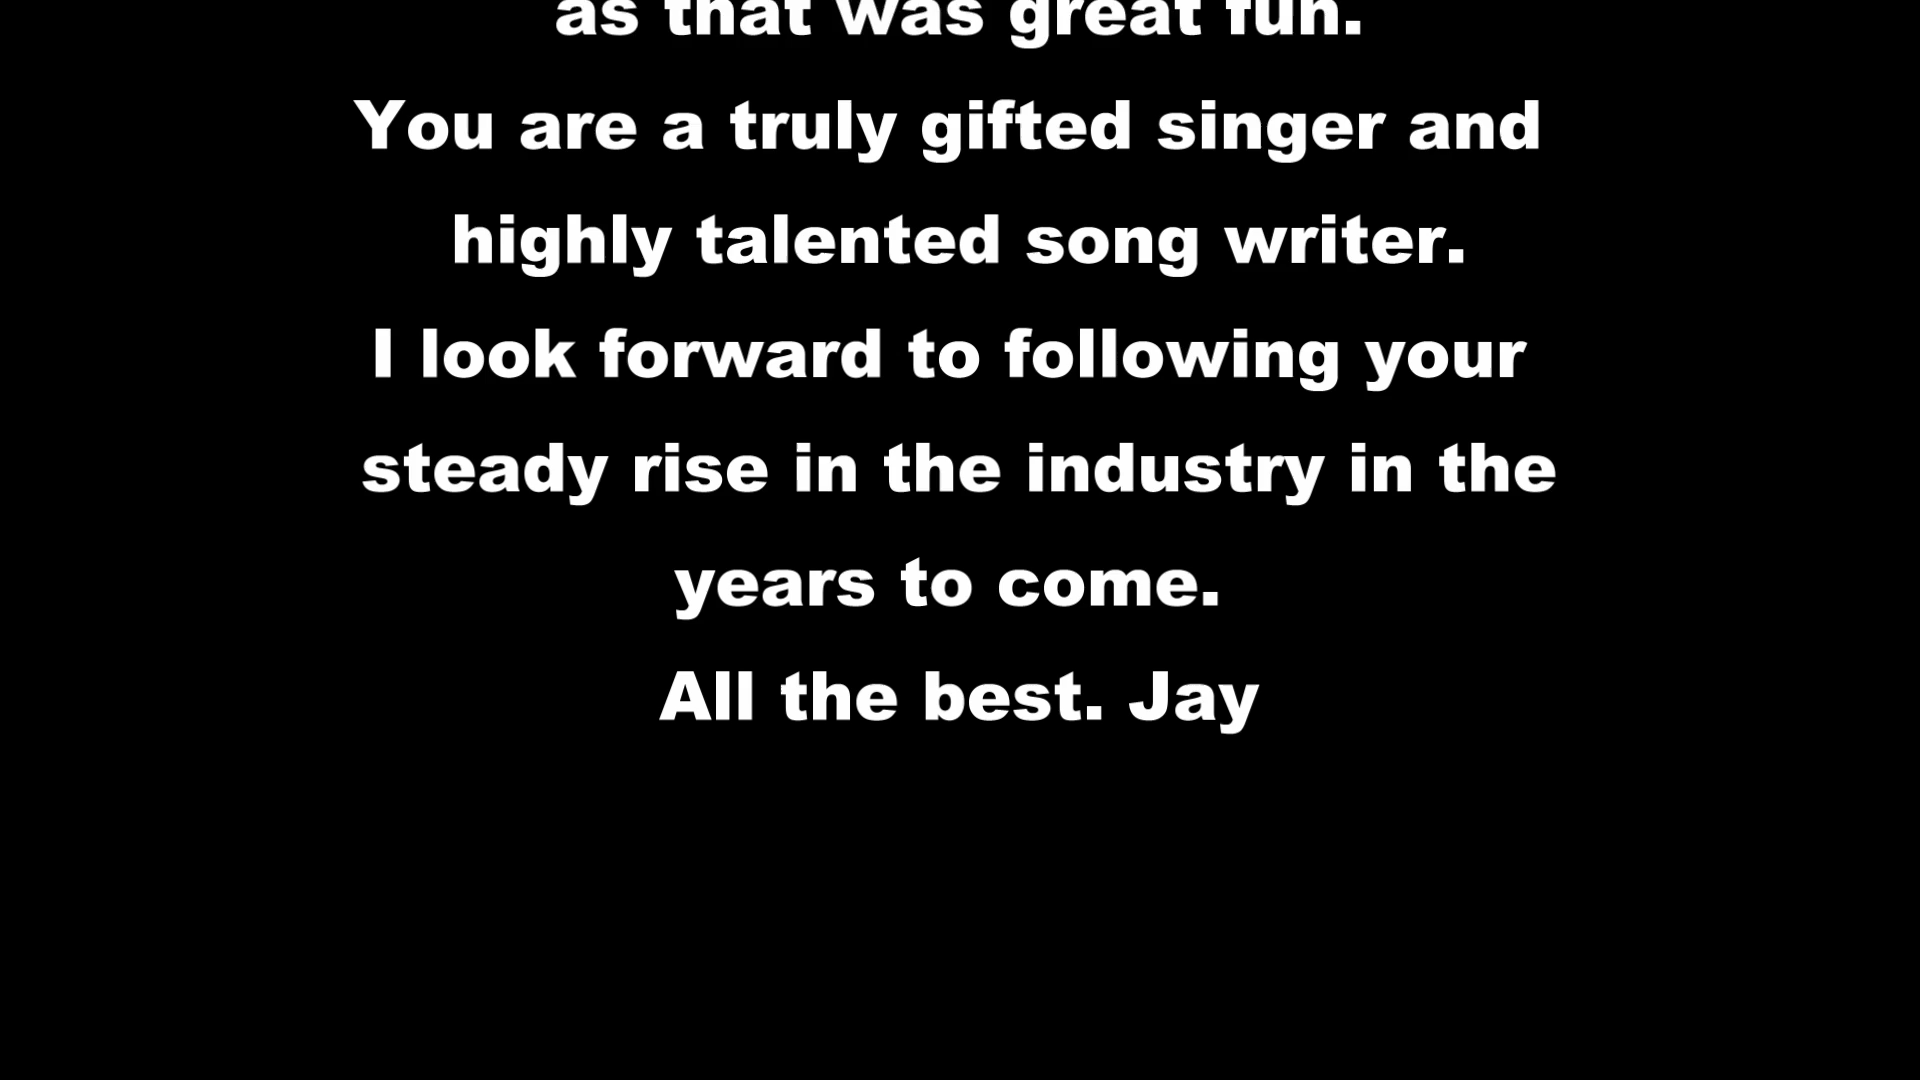 as that was great fun.
You are a truly gifted singer and
highly talented song writer.
I look forward to following your
steady rise in the industry in the
years to come.
All the best. Jay